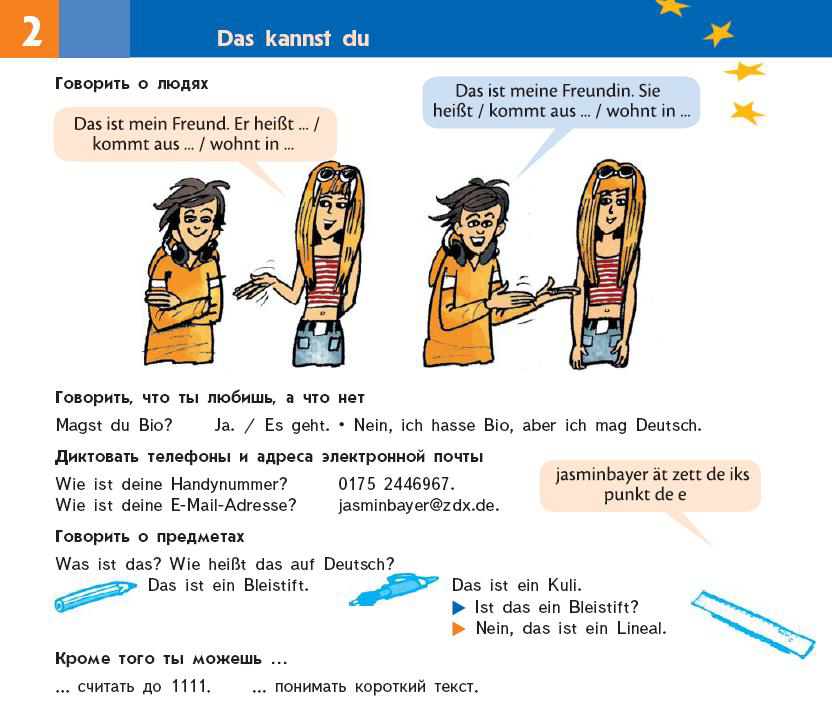 2
Das kannst du
Говорить о людях
Das ist mein Freund. Er heißt ... /
kommt aus ... / wohnt in ...
Das ist meine Freundin. Sie
heißt / kommt aus ... / wohnt in ...
Говорить, что ты любишь, а что нет
Magst du Bio? Ja. / Es geht. • Nein, ich hasse Bio, aber ich mag Deutsch.
Диктовать телефоны и адреса электронной почты
Wie ist deine Handynummer? 0175 2446967.
Wie ist deine E-Mail-Adresse? jasminbayer@zdx.de.
jasminbayer ät zett de iks
punkt de e
Говорить о предметах
Was ist das? Wie heißt das auf Deutsch?
Das ist ein Bleistift. Das ist ein Kuli.
▶ Ist das ein Bleistift?
▶ Nein, das ist ein Lineal.
Кроме того ты можешь ...
... считать до 1111. ... понимать короткий текст.